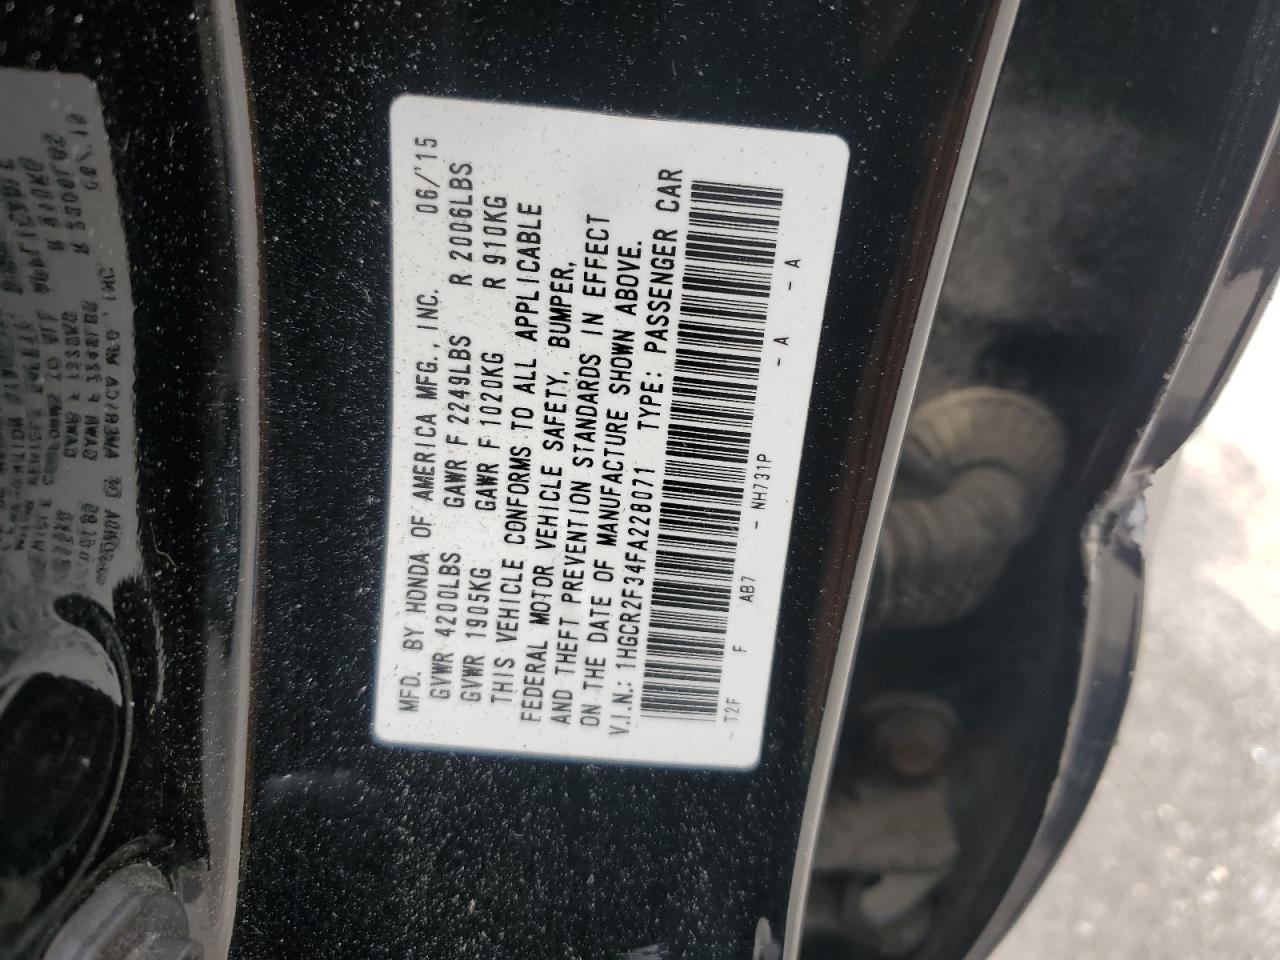 MFD. BY HONDA OF AMERICA MFG., INC. 06/'15
GVWR 4200LBS GAWR F 2249LBS R 2006LBS
GVWR 1905KG GAWR F 1020KG R 910KG
THIS VEHICLE CONFORMS TO ALL APPLICABLE
FEDERAL MOTOR VEHICLE SAFETY, BUMPER,
AND THEFT PREVENTION STANDARDS IN EFFECT
ON THE DATE OF MANUFACTURE SHOWN ABOVE.
V.I.N.: 1HGCR2F34FA228071 TYPE: PASSENGER CAR
- T2F F AB7 - NH731P - A - A